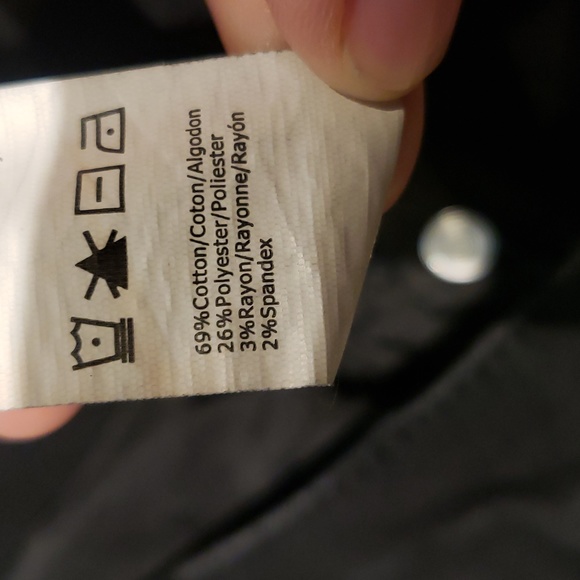 69%Cotton/Coton/Algodon
26%Polyester/Poliester
3%Rayon/Rayonne/Rayón
2%Spandex